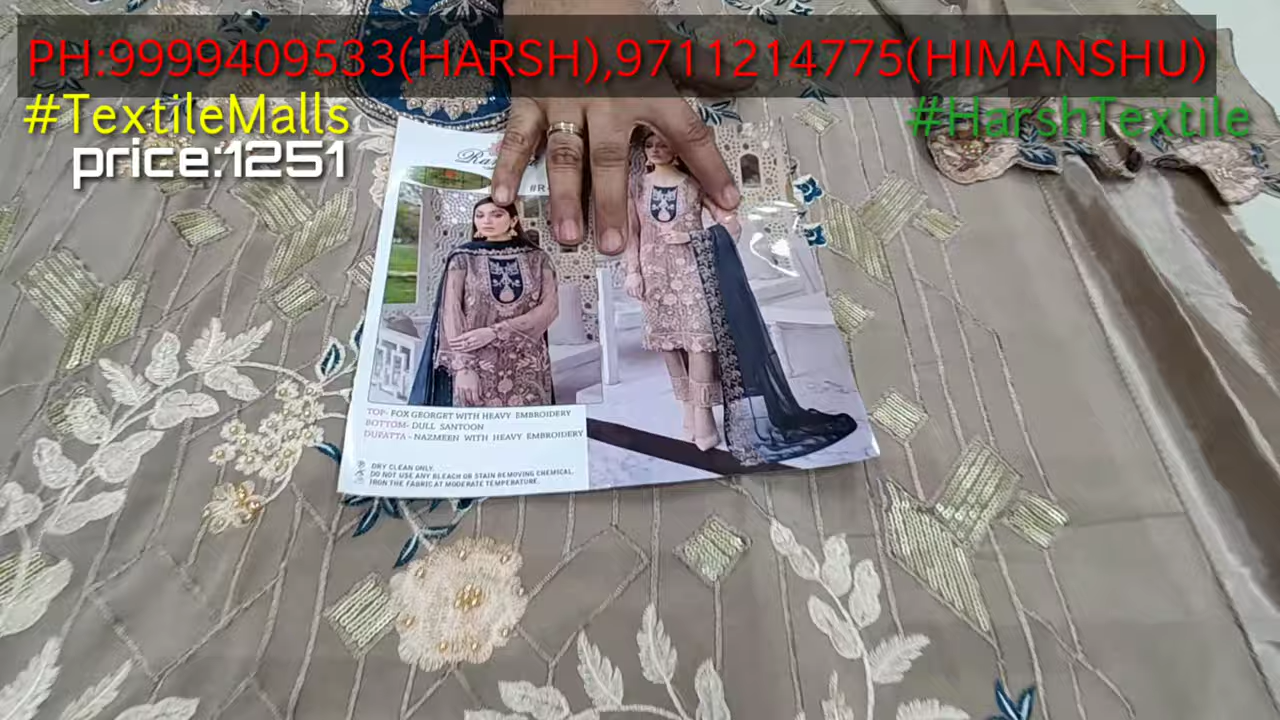 PH:9999409533(HARSH),9711214775(HIMANSHU)
#TextileMalls
#HarshTextile
price:1251
TOP- FOX GEORGET WITH HEAVY EMBROIDERY
BOTTOM- DULL SANTOON
DUPATTA - NAZMEEN WITH HEAVY EMBROIDERY
DRY CLEAN ONLY.
DO NOT USE ANY BLEACH OR STAIN REMOVING CHEMICAL.
IRON THE FABRIC AT MODERATE TEMPERATURE.